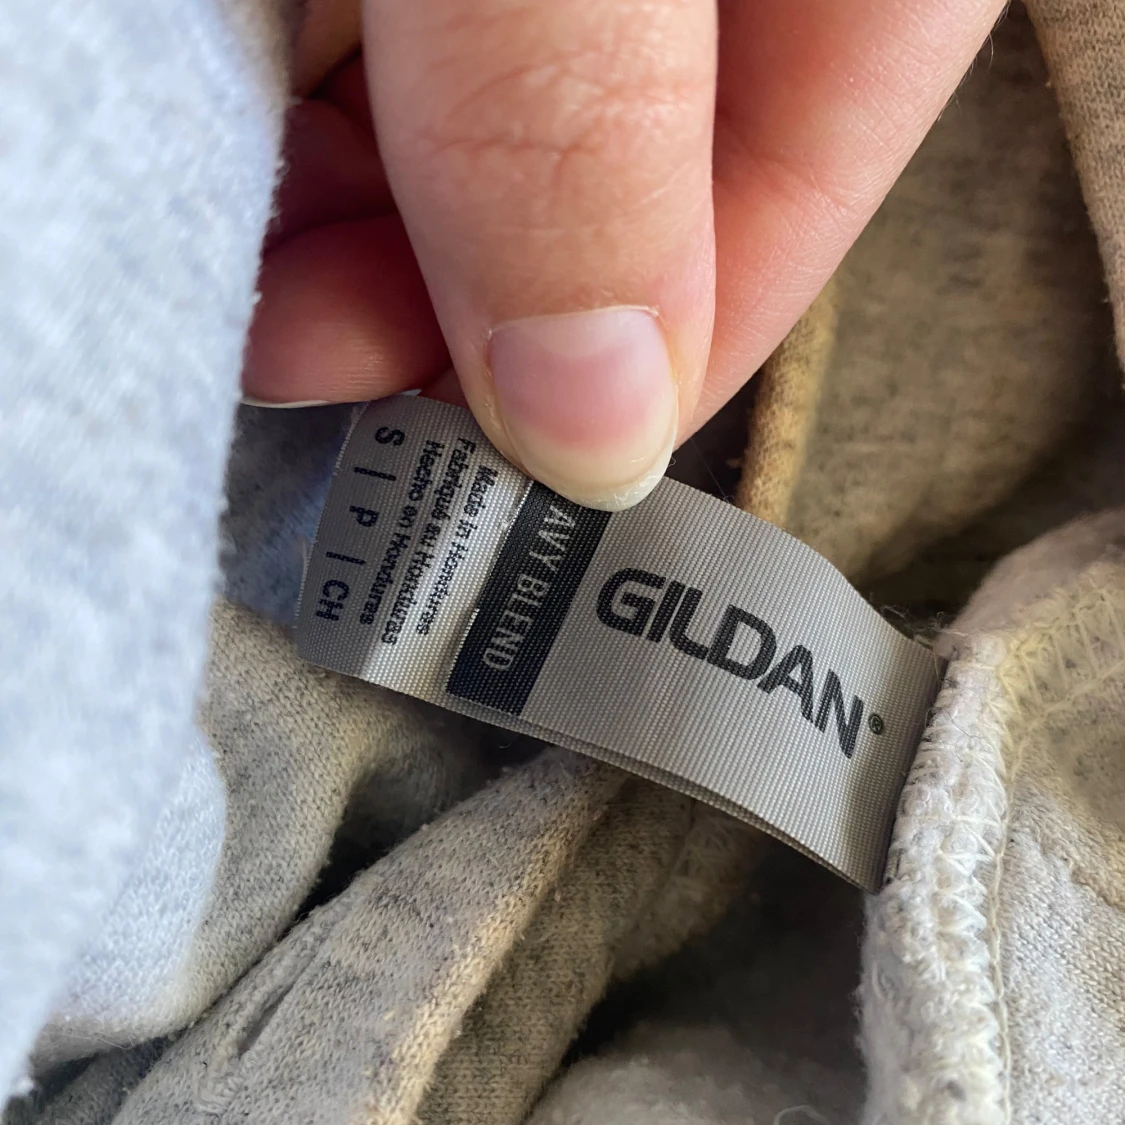 GILDAN®
AVY BLEND
Made in Honduras
Fabriqué au Honduras
Hecho en Honduras
S | P | CH